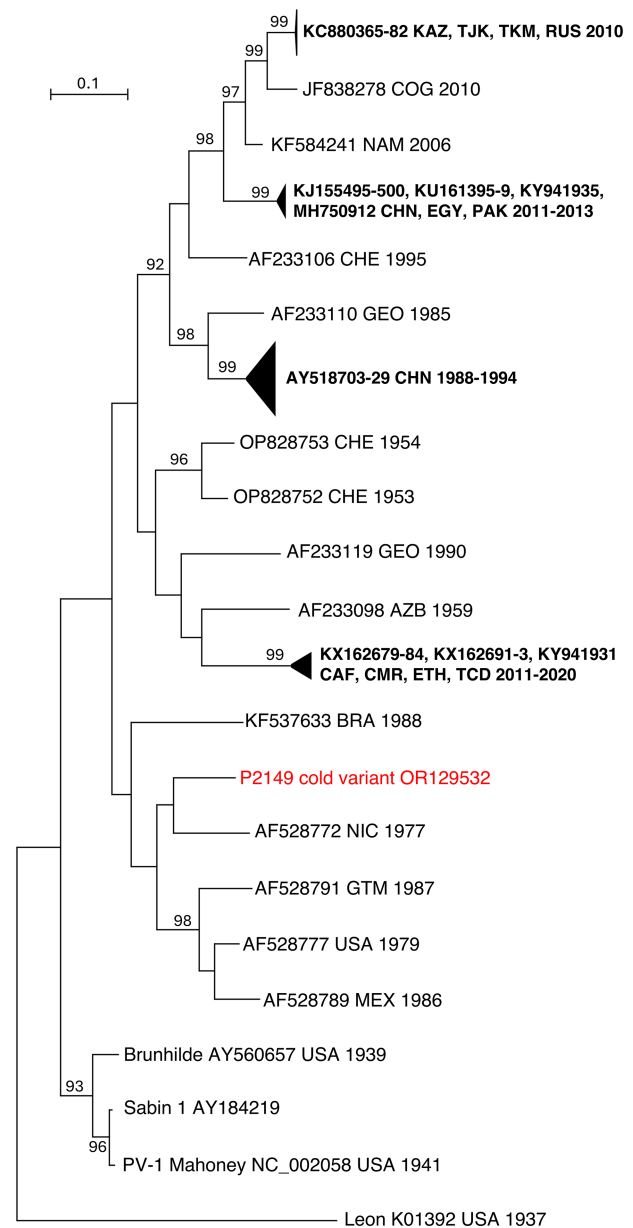 99
KC880365-82 KAZ, TJK, TKM, RUS 2010
99
0.1
JF838278 COG 2010
97
98
KF584241 NAM 2006
99
KJ155495-500, KU161395-9, KY941935,
MH750912 CHN, EGY, PAK 2011-2013
AF233106 CHE 1995
92
AF233110 GEO 1985
98
99
AY518703-29 CHN 1988-1994
OP828753 CHE 1954
96
OP828752 CHE 1953
AF233119 GEO 1990
AF233098 AZB 1959
99
KX162679-84, KX162691-3, KY941931
CAF, CMR, ETH, TCD 2011-2020
KF537633 BRA 1988
P2149 cold variant OR129532
AF528772 NIC 1977
AF528791 GTM 1987
98
AF528777 USA 1979
AF528789 MEX 1986
Brunhilde AY560657 USA 1939
93
Sabin 1 AY184219
96
PV-1 Mahoney NC_002058 USA 1941
Leon K01392 USA 1937